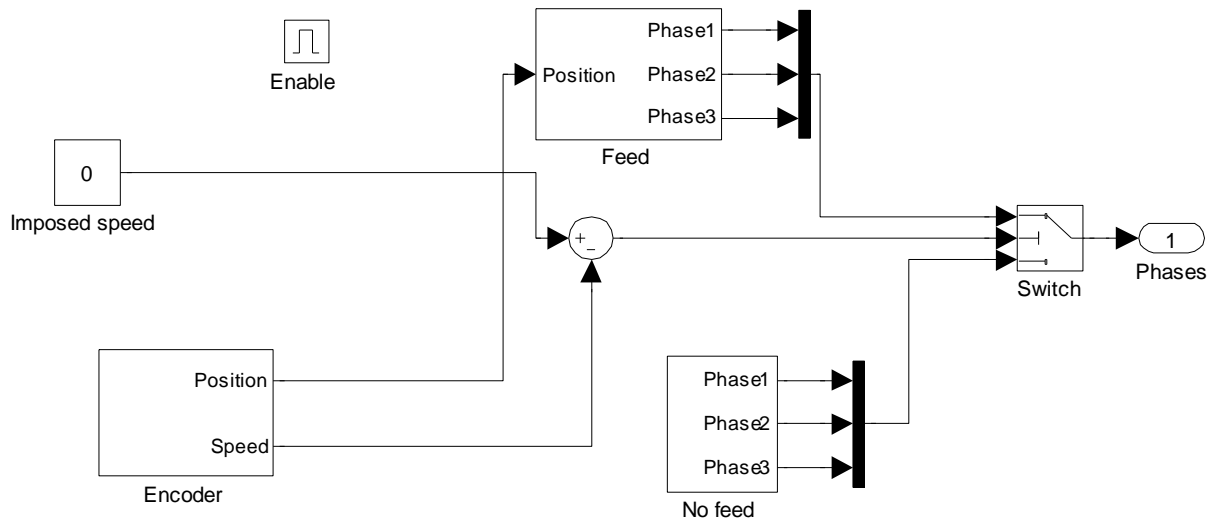 Phase1
Position
Phase2
Phase3
Feed
Enable
0
Imposed speed
+
−
1
Phases
Switch
Position
Speed
Encoder
Phase1
Phase2
Phase3
No feed